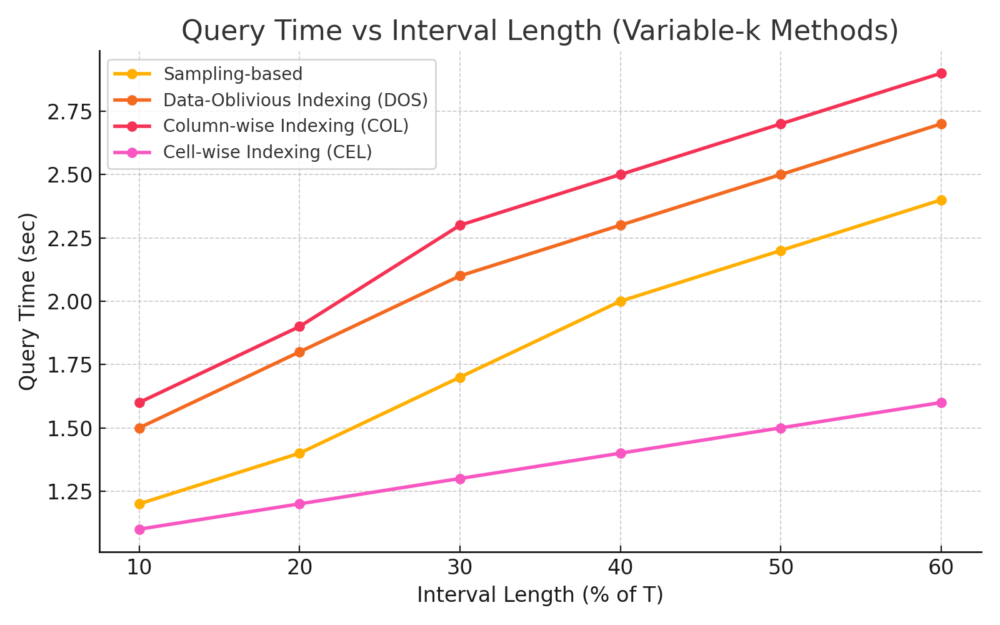 Query Time vs Interval Length (Variable-k Methods)
Sampling-based
Data-Oblivious Indexing (DOS)
Column-wise Indexing (COL)
Cell-wise Indexing (CEL)
Query Time (sec)
2.75
2.50
2.25
2.00
1.75
1.50
1.25
10 20 30 40 50 60
Interval Length (% of T)